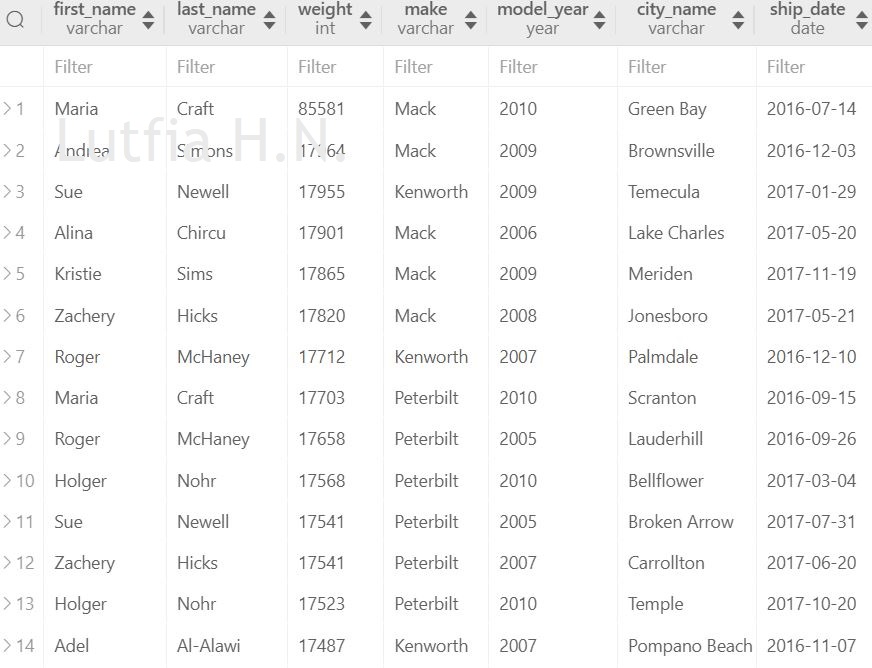 first_name last_name weight make model_year city_name ship_date
varchar varchar int varchar year varchar date
Filter Filter Filter Filter Filter Filter Filter
1 Maria Craft 85581 Mack 2010 Green Bay 2016-07-14
Lutfia H.N.
2 Andrea Simons 17964 Mack 2009 Brownsville 2016-12-03
3 Sue Newell 17955 Kenworth 2009 Temecula 2017-01-29
4 Alina Chircu 17901 Mack 2006 Lake Charles 2017-05-20
5 Kristie Sims 17865 Mack 2009 Meriden 2017-11-19
6 Zachery Hicks 17820 Mack 2008 Jonesboro 2017-05-21
7 Roger McHaney 17712 Kenworth 2007 Palmdale 2016-12-10
8 Maria Craft 17703 Peterbilt 2010 Scranton 2016-09-15
9 Roger McHaney 17658 Peterbilt 2005 Lauderhill 2016-09-26
10 Holger Nohr 17568 Peterbilt 2010 Bellflower 2017-03-04
11 Sue Newell 17541 Peterbilt 2005 Broken Arrow 2017-07-31
12 Zachery Hicks 17541 Peterbilt 2007 Carrollton 2017-06-20
13 Holger Nohr 17523 Peterbilt 2010 Temple 2017-10-20
14 Adel Al-Alawi 17487 Kenworth 2007 Pompano Beach 2016-11-07